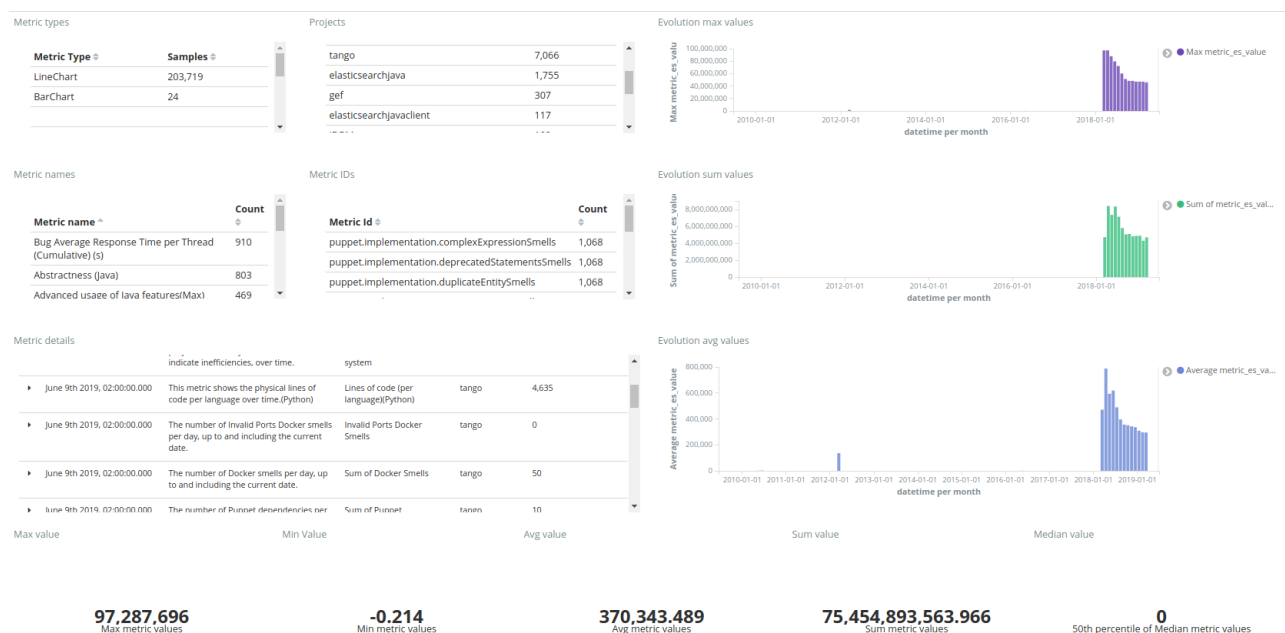 Metric types
Metric Type Samples
LineChart 203,719
BarChart 24
Projects
tango 7,066
elasticsearchjava 1,755
gef 307
elasticsearchjavaclient 117
Evolution max values
Max metric_es_valu
100,000,000
80,000,000
60,000,000
40,000,000
20,000,000
0
2010-01-01 2012-01-01 2014-01-01 2016-01-01 2018-01-01
datetime per month
Max metric_es_value
Metric names
Metric name Count
Bug Average Response Time per Thread 910
(Cumulative) (s)
Abstractness (Java) 803
Advanced usage of Java features(Max) 469
Metric IDs
Metric Id Count
puppet.implementation.complexExpressionSmells 1,068
puppet.implementation.deprecatedStatementsSmells 1,068
puppet.implementation.duplicateEntitySmells 1,068
Evolution sum values
Sum of metric_es_valu
8,000,000,000
6,000,000,000
4,000,000,000
2,000,000,000
0
2010-01-01 2012-01-01 2014-01-01 2016-01-01 2018-01-01
datetime per month
Sum of metric_es_val...
Metric details
indicate inefficiencies, over time. system
June 9th 2019, 02:00:00.000 This metric shows the physical lines of Lines of code (per tango 4,635
code per language over time.(Python) language)(Python)
June 9th 2019, 02:00:00.000 The number of Invalid Ports Docker smells Invalid Ports Docker tango 0
per day, up to and including the current Smells
date.
June 9th 2019, 02:00:00.000 The number of Docker smells per day, up Sum of Docker Smells tango 50
to and including the current date.
June 9th 2019, 02:00:00.000 The number of Puppet dependencies per Sum of Puppet tango 10
Evolution avg values
Average metric_es_value
800,000
600,000
400,000
200,000
0
2010-01-01 2011-01-01 2012-01-01 2013-01-01 2014-01-01 2015-01-01 2016-01-01 2017-01-01 2018-01-01 2019-01-01
datetime per month
Average metric_es_va...
Max value
97,287,696
Max metric values
Min Value
-0.214
Min metric values
Avg value
370,343.489
Avg metric values
Sum value
75,454,893,563.966
Sum metric values
Median value
0
50th percentile of Median metric values